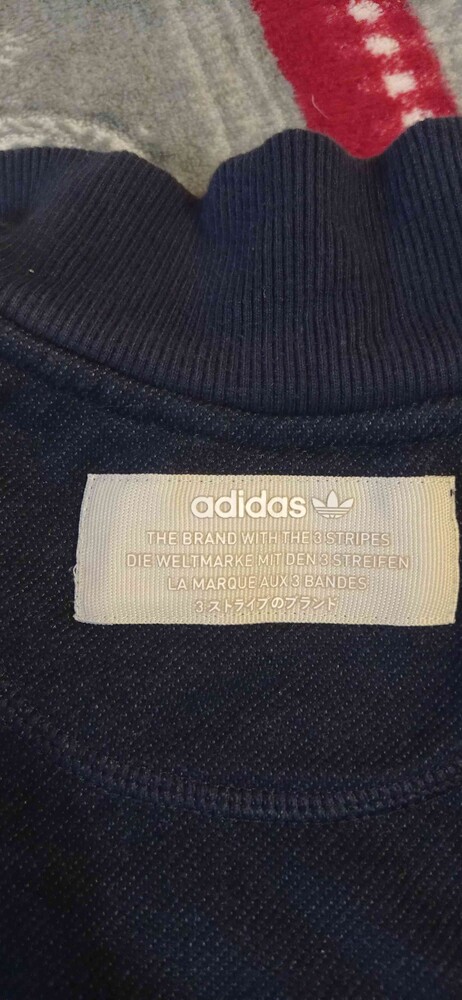 adidas
THE BRAND WITH THE 3 STRIPES
DIE WELTMARKE MIT DEN 3 STREIFEN
LA MARQUE AUX 3 BANDES
3 ストライプのブランド